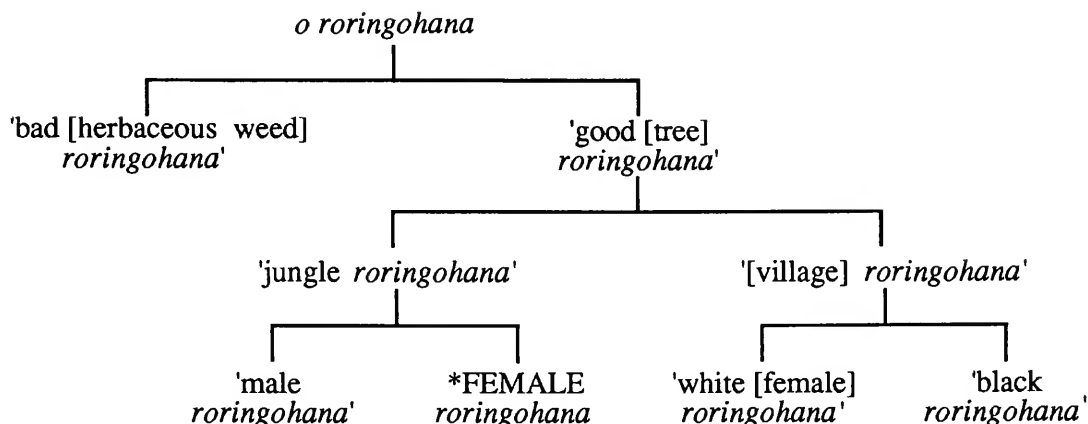 o roringohana
'bad [herbaceous weed]
roringohana'
'good [tree]
roringohana'
'jungle roringohana'
'[village] roringohana'
'male
roringohana'
*FEMALE
roringohana
'white [female]
roringohana'
'black
roringohana'